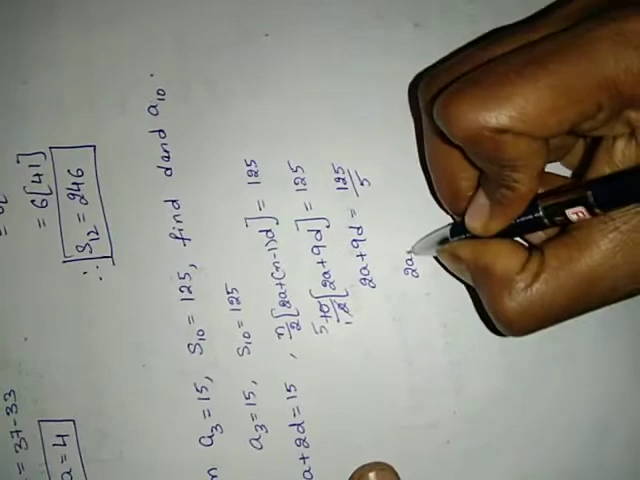 = 37-33
a = 4
= 6[41]
∴ S₁₂ = 246
a₃ = 15, S₁₀ = 125, find d and a₁₀.
a₃ = 15, S₁₀ = 125
a + 2d = 15 , n/2 [2a+(n-1)d] = 125
5 10/2 1 [2a+9d] = 125
2a+9d = 125/5
2a+